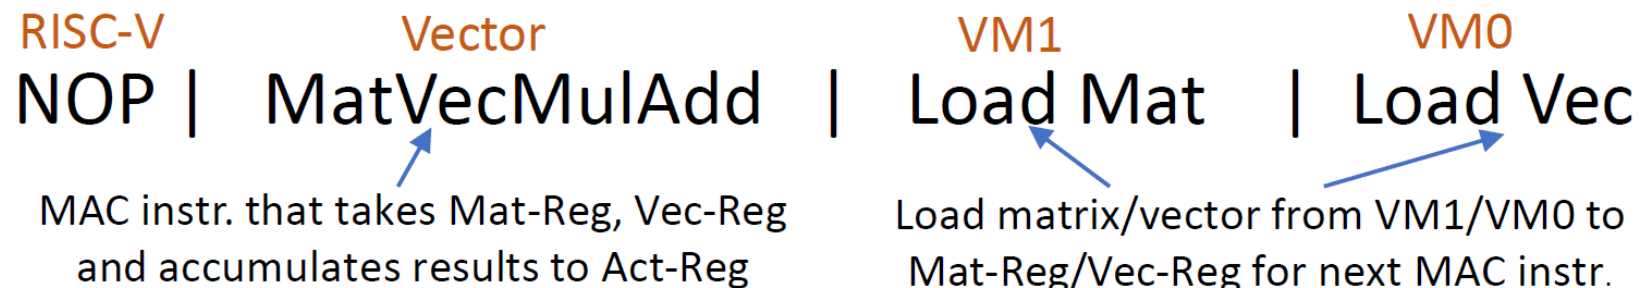 RISC-V Vector VM1 VM0
NOP | MatVecMulAdd | Load Mat | Load Vec
MAC instr. that takes Mat-Reg, Vec-Reg
and accumulates results to Act-Reg
Load matrix/vector from VM1/VM0 to
Mat-Reg/Vec-Reg for next MAC instr.